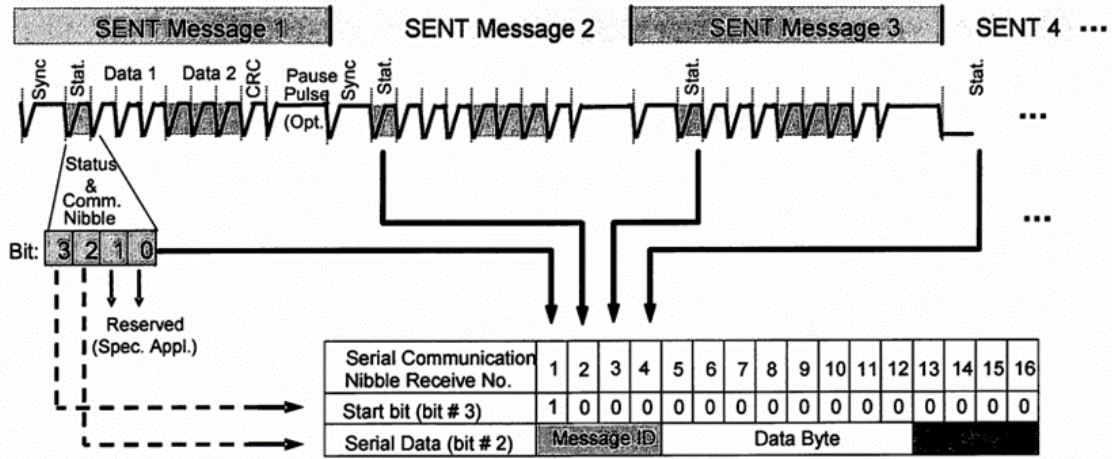 SENT Message 1 SENT Message 2 SENT Message 3 SENT 4 ...
Sync Stat. Data 1 Data 2 CRC Pause Pulse (Opt. Sync Stat. Stat. Stat.
...
Status & Comm. Nibble
...
Bit: 3 2 1 0
Reserved
(Spec. Appl.)
Serial Communication Nibble Receive No. 1 2 3 4 5 6 7 8 9 10 11 12 13 14 15 16
Start bit (bit # 3) 1 0 0 0 0 0 0 0 0 0 0 0 0 0 0 0
Serial Data (bit # 2) Message ID Data Byte